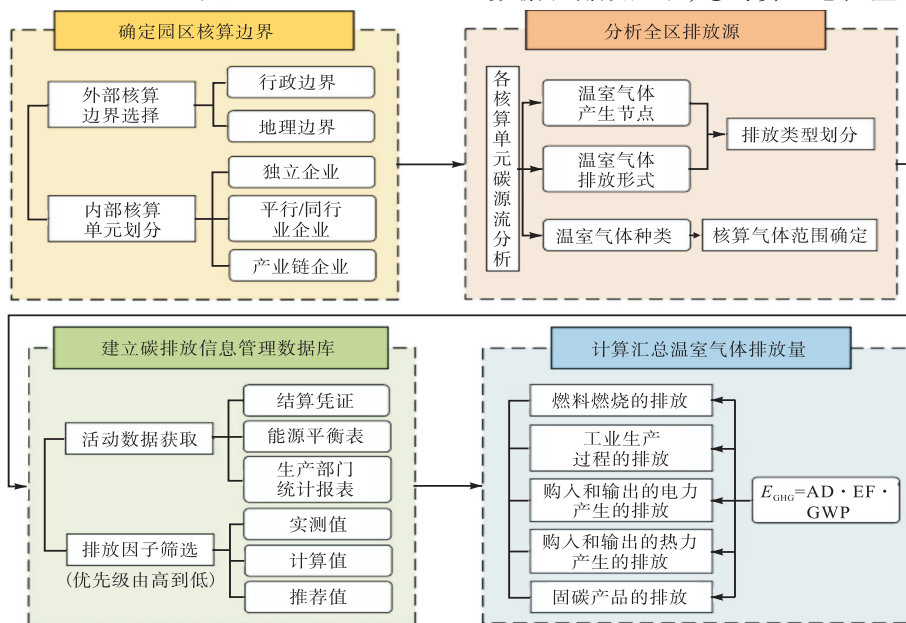 确定园区核算边界
外部核算
边界选择
行政边界
地理边界
内部核算
单元划分
独立企业
平行/同行
业企业
产业链企业
分析全区排放源
各核算单元碳源流分析
温室气体
产生节点
温室气体
排放形式
排放类型划分
温室气体种类
核算气体范围确定
建立碳排放信息管理数据库
活动数据获取
结算凭证
能源平衡表
生产部门
统计报表
排放因子筛选
(优先级由高到低)
实测值
计算值
推荐值
计算汇总温室气体排放量
燃料燃烧的排放
工业生产
过程的排放
购入和输出的电力
产生的排放
购入和输出的热力
产生的排放
固碳产品的排放
E_GHG=AD·EF·
GWP